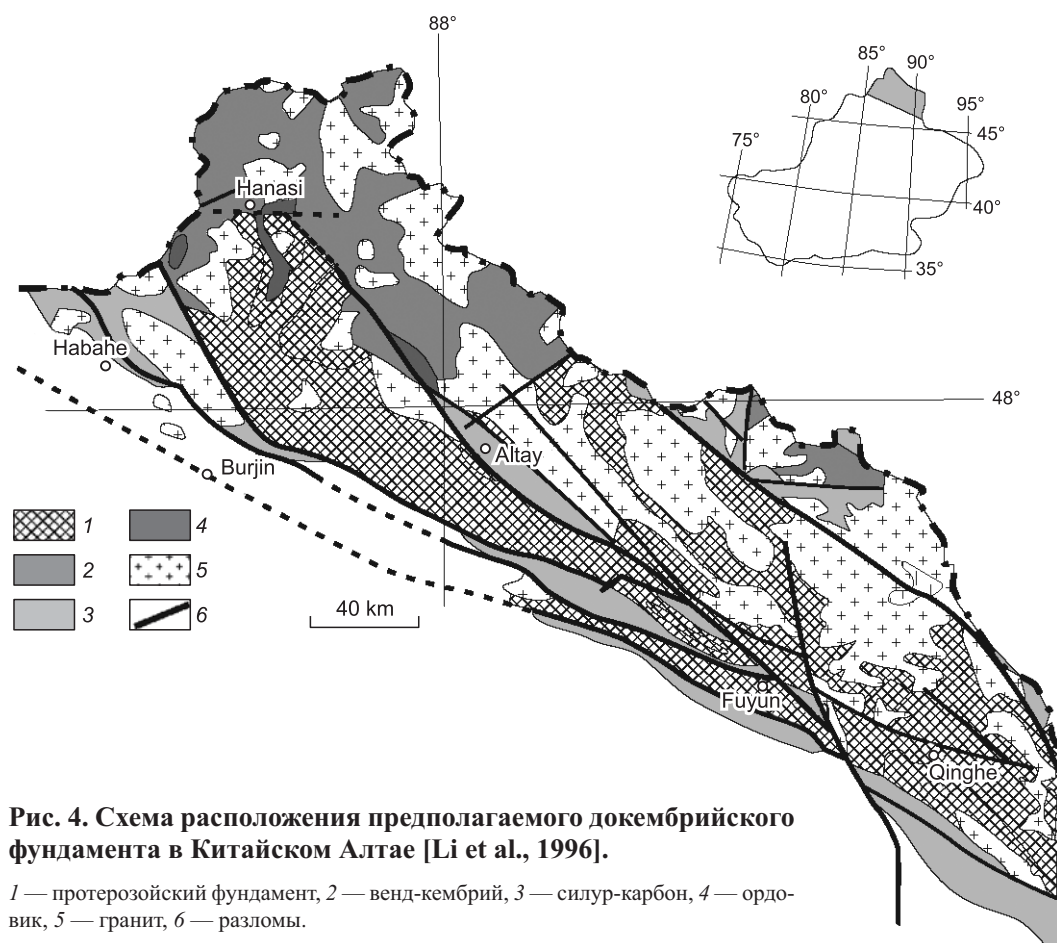 88°
85°
90°
80°
95°
75°
45°
40°
35°
Hanasi
Habahe
48°
Altay
Burjin
1
4
2
5
3
6
40 km
Fuyun
Qinghe
Рис. 4. Схема расположения предполагаемого докембрийского
фундамента в Китайском Алтае [Li et al., 1996].
1 — протерозойский фундамент, 2 — венд-кембрий, 3 — силур-карбон, 4 — ордо-
вик, 5 — гранит, 6 — разломы.